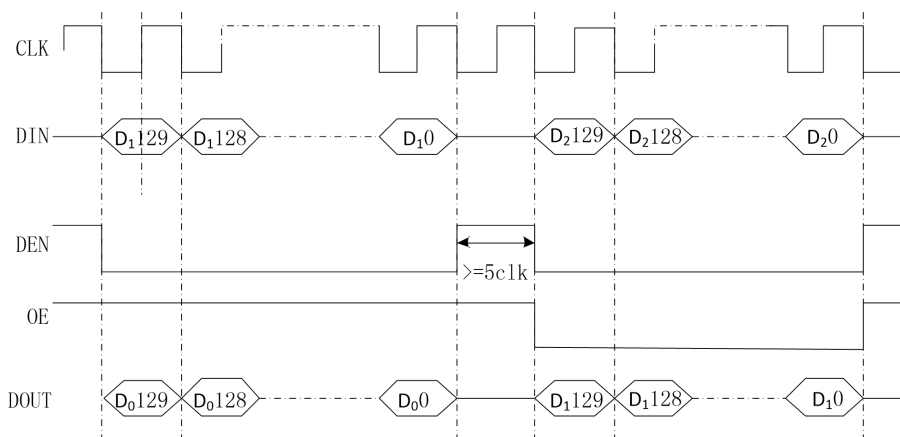 CLK
DIN D₁129 D₁128 D₁0 D₂129 D₂128 D₂0
DEN
>=5clk
OE
DOUT D₀129 D₀128 D₀0 D₁129 D₁128 D₁0